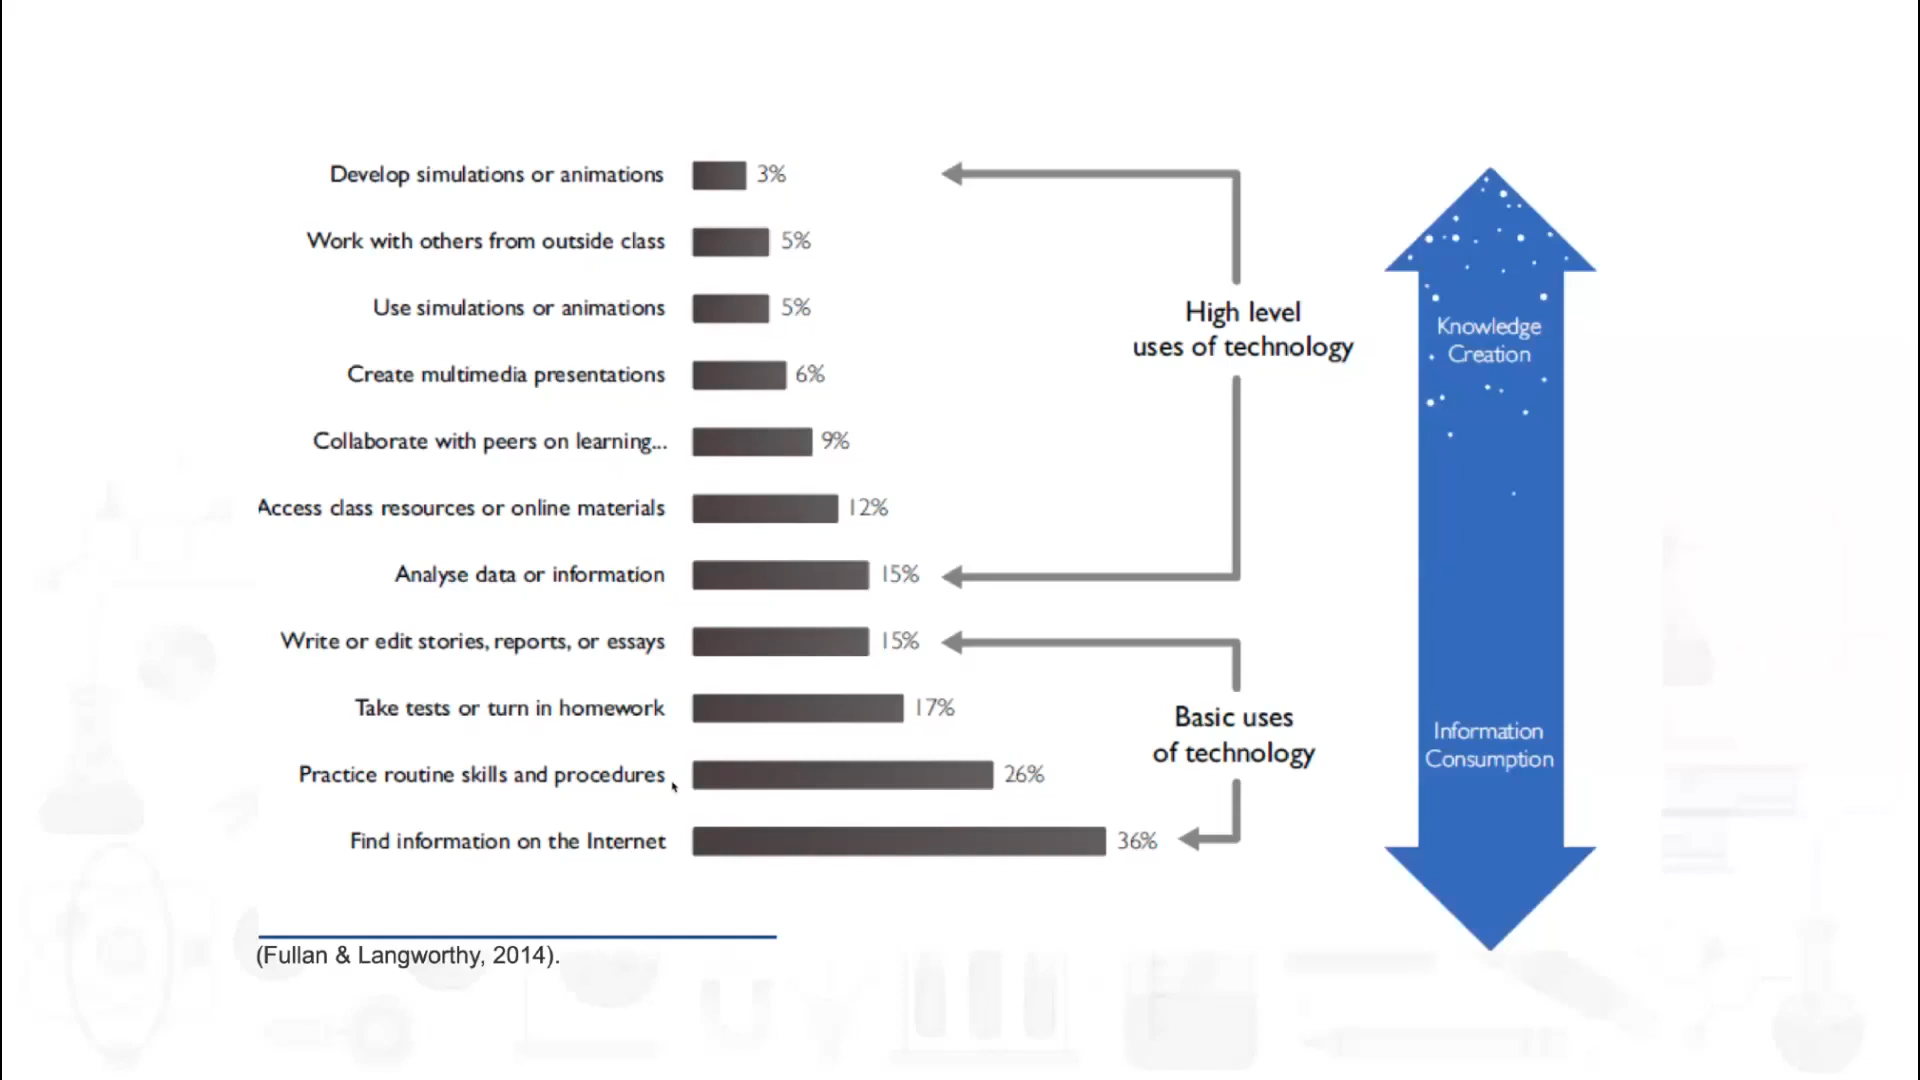 Develop simulations or animations 3%
Work with others from outside class 5%
Use simulations or animations 5%
Create multimedia presentations 6%
Collaborate with peers on learning... 9%
Access class resources or online materials 12%
Analyse data or information 15%
Write or edit stories, reports, or essays 15%
Take tests or turn in homework 17%
Practice routine skills and procedures 26%
Find information on the Internet 36%
High level
uses of technology
Basic uses
of technology
Knowledge
Creation
Information
Consumption
(Fullan & Langworthy, 2014).